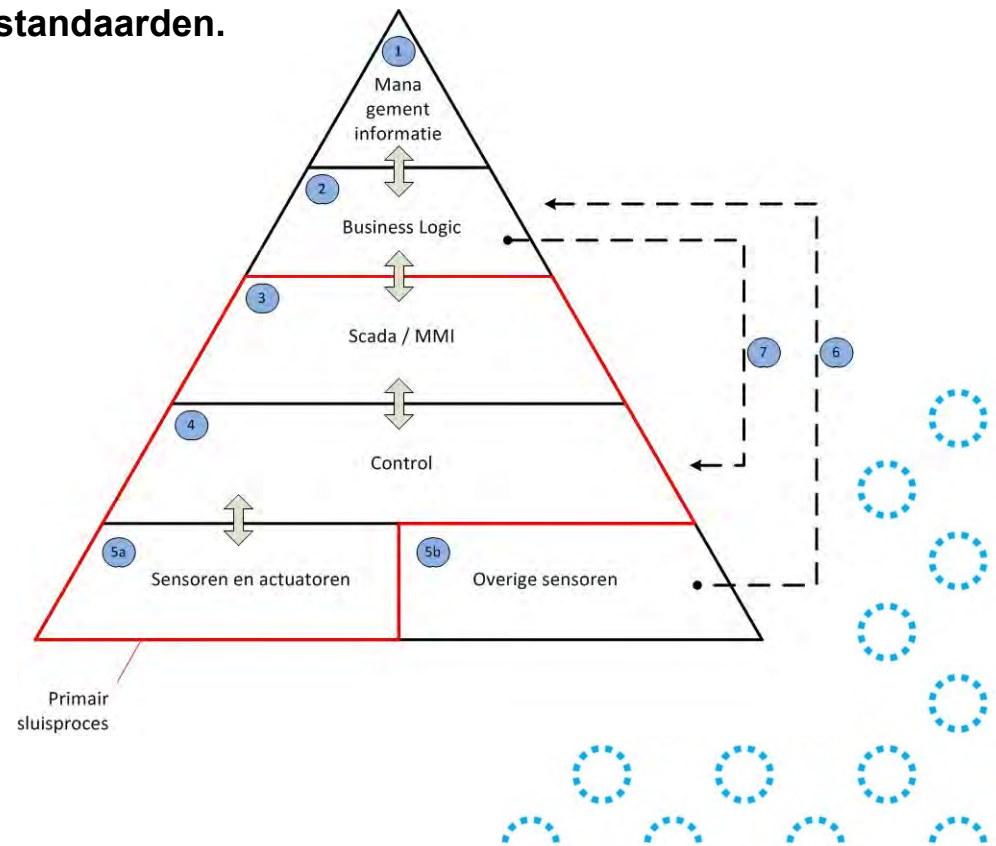 standaarden.
1
Mana
gement
informatie
2
Business Logic
3
Scada / MMI
7
6
4
Control
5a
Sensoren en actuatoren
5b
Overige sensoren
Primair
sluisproces